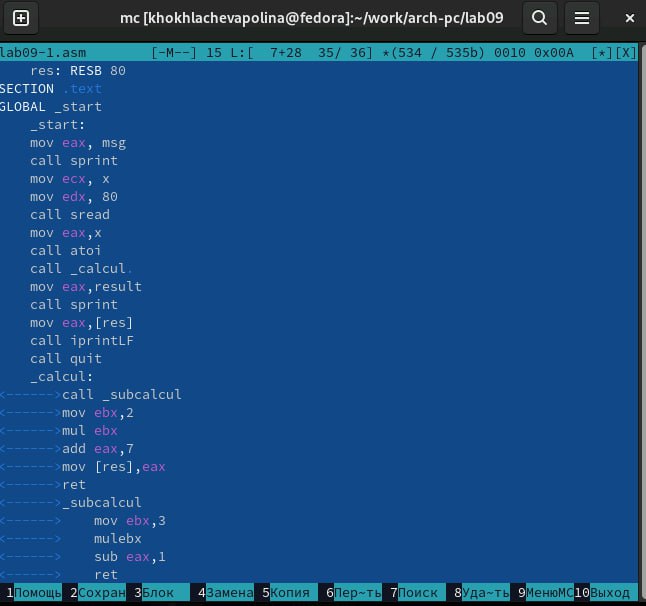 mc [khokhlachevapolina@fedora]:~/work/arch-pc/lab09
lab09-1.asm [-M--] 15 L:[ 7+28 35/ 36] *(534 / 535b) 0010 0x00A [*][X]
res: RESB 80
SECTION .text
GLOBAL _start
_start:
mov eax, msg
call sprint
mov ecx, x
mov edx, 80
call sread
mov eax,x
call atoi
call _calcul.
mov eax,result
call sprint
mov eax,[res]
call iprintLF
call quit
_calcul:
<------>call _subcalcul
<------>mov ebx,2
<------>mul ebx
<------>add eax,7
<------>mov [res],eax
<------>ret
<------>_subcalcul
<------>    mov ebx,3
<------>    mulebx
<------>    sub eax,1
<------>    ret
1Помощь 2Сохран 3Блок 4Замена 5Копия 6Пер~ть 7Поиск 8Уда~ть 9МенюМС 10Выход